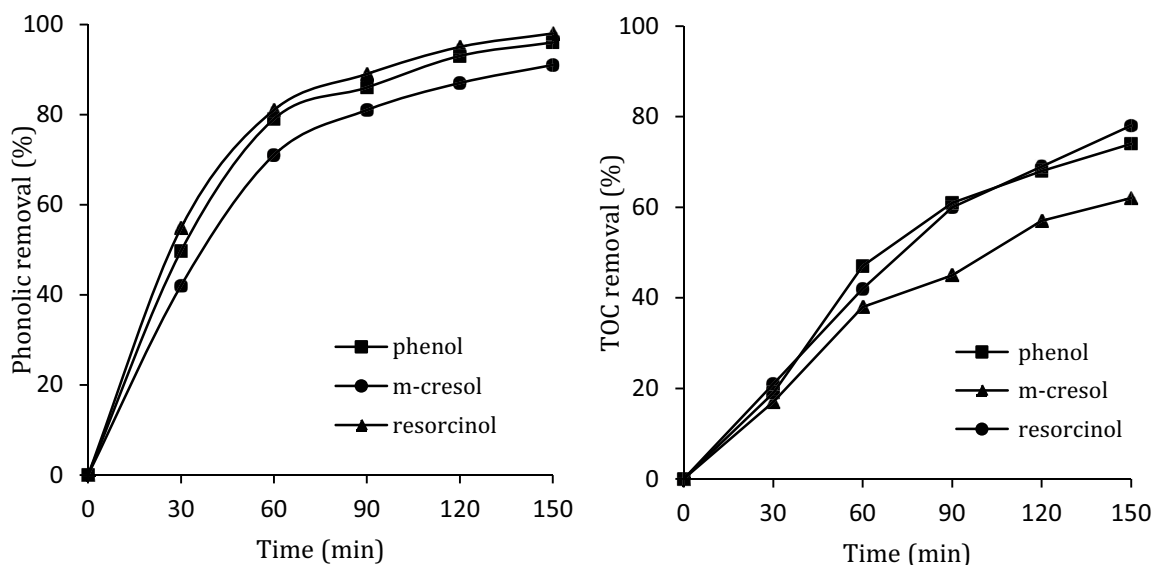 100
80
60
40
20
0
Phonolic removal (%)
phenol
m-cresol
resorcinol
0 30 60 90 120 150
Time (min)
100
80
60
40
20
0
TOC removal (%)
phenol
m-cresol
resorcinol
0 30 60 90 120 150
Time (min)